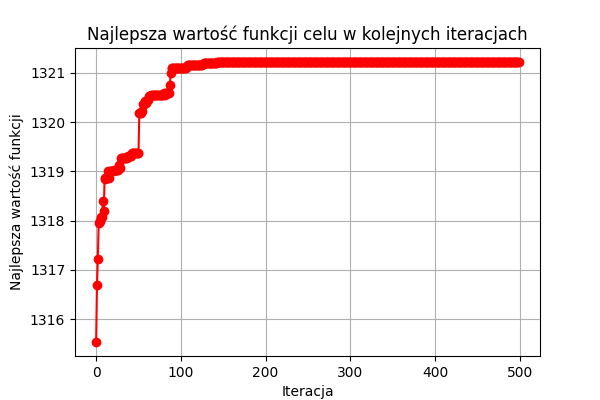 Najlepsza wartość funkcji celu w kolejnych iteracjach
Najlepsza wartość funkcji
1321
1320
1319
1318
1317
1316
0 100 200 300 400 500
Iteracja